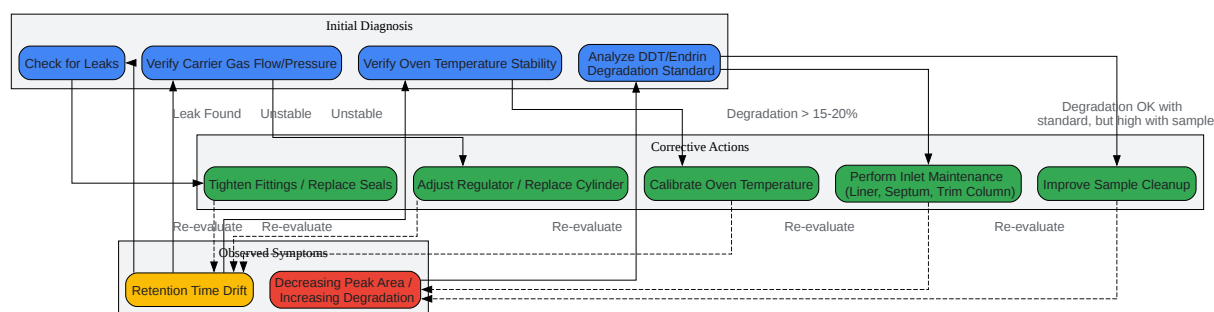 Initial Diagnosis
Check for Leaks
Verify Carrier Gas Flow/Pressure
Verify Oven Temperature Stability
Analyze DDT/Endrin
Degradation Standard
Leak Found
Unstable
Unstable
Degradation > 15-20%
Degradation OK with
standard, but high with sample
Corrective Actions
Tighten Fittings / Replace Seals
Adjust Regulator / Replace Cylinder
Calibrate Oven Temperature
Perform Inlet Maintenance
(Liner, Septum, Trim Column)
Improve Sample Cleanup
Re-evaluate
Re-evaluate
Re-evaluate
Re-evaluate
Re-evaluate
Observed Symptoms
Retention Time Drift
Decreasing Peak Area /
Increasing Degradation